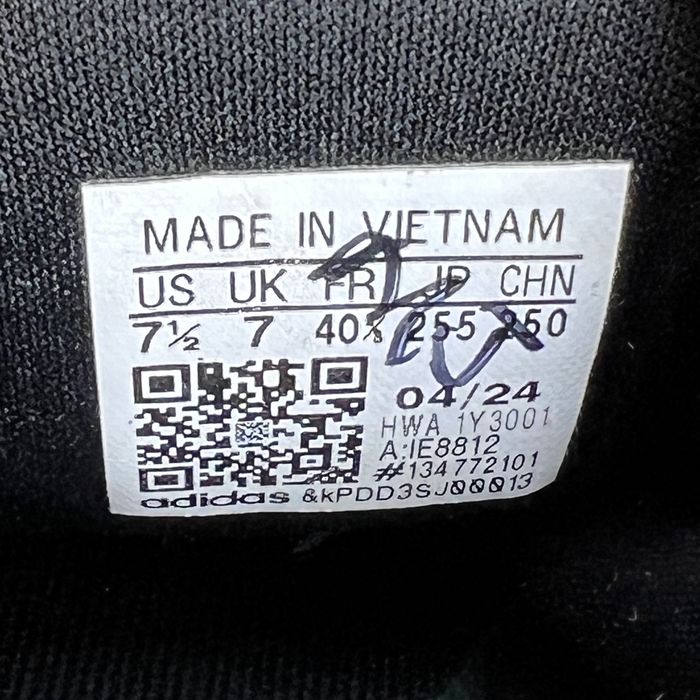 MADE IN VIETNAM
US UK FR JP CHN
7½ 7 40⅔ 255 250
04/24
HWA 1Y3001
A:IE8812
#134772101
adidas &kPDD3SJ00013